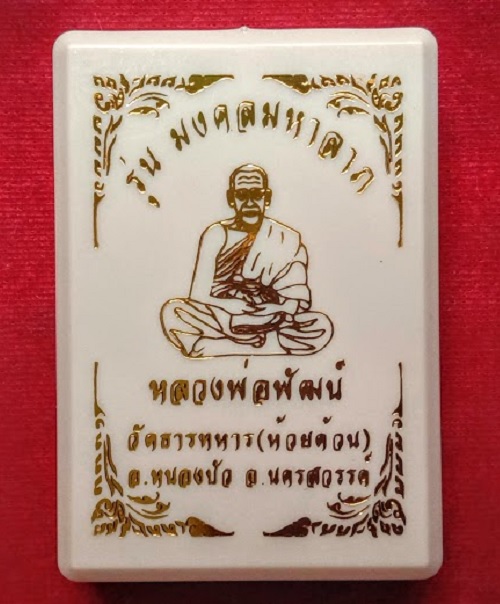 รุ่น มงคลมหาลาภ
หลวงพ่อพัฒน์
วัดธารทหาร(ห้วยด้วน)
อ.หนองบัว จ.นครสวรรค์